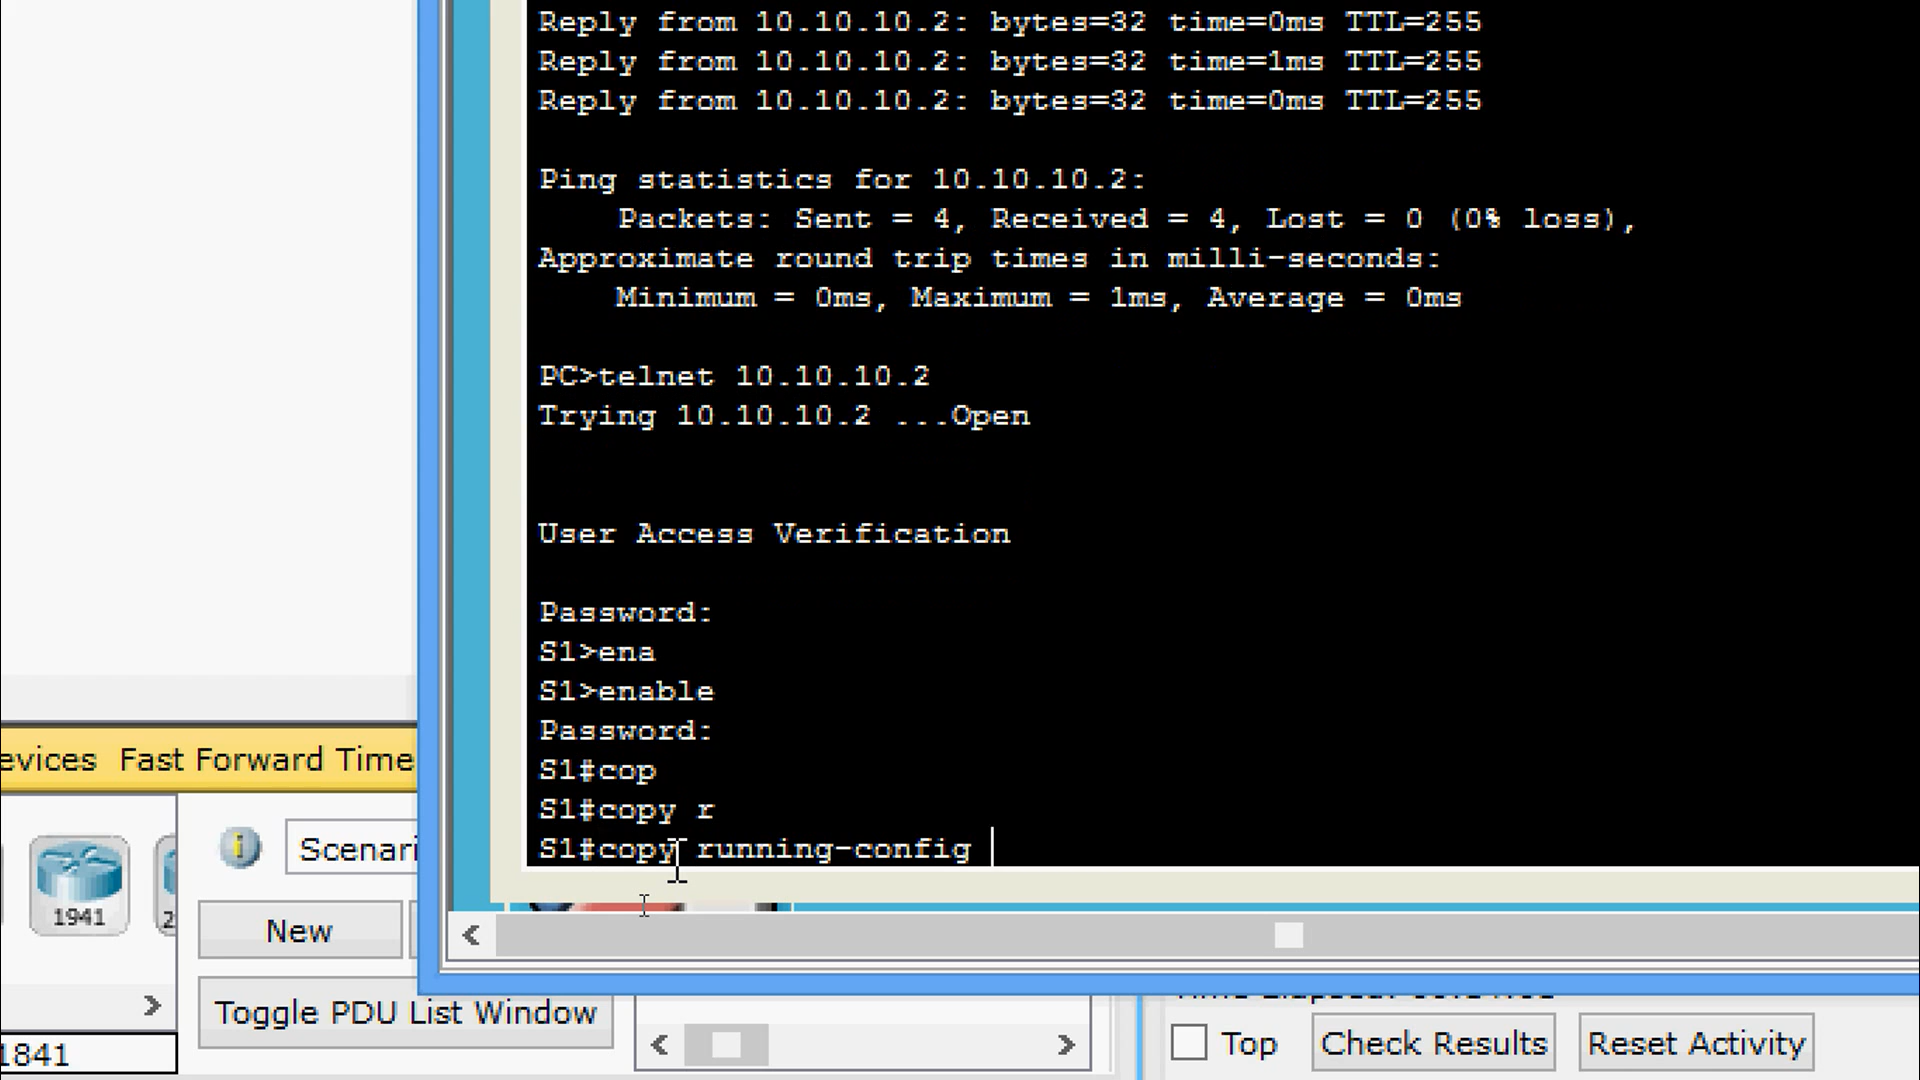 Reply from 10.10.10.2: bytes=32 time=0ms TTL=255
Reply from 10.10.10.2: bytes=32 time=1ms TTL=255
Reply from 10.10.10.2: bytes=32 time=0ms TTL=255
Ping statistics for 10.10.10.2:
Packets: Sent = 4, Received = 4, Lost = 0 (0% loss),
Approximate round trip times in milli-seconds:
Minimum = 0ms, Maximum = 1ms, Average = 0ms
PC>telnet 10.10.10.2
Trying 10.10.10.2 ...Open
User Access Verification
Password:
S1>ena
S1>enable
Password:
S1#cop
S1#copy r
S1#copy running-config
evices Fast Forward Time
1941
2
Scenari
New
Toggle PDU List Window
1841
Top
Check Results
Reset Activity